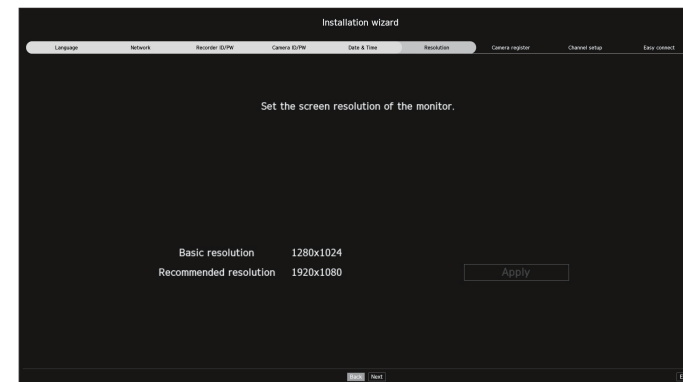 Installation wizard
Language Network Recorder ID/PW Camera ID/PW Date & Time Resolution Camera register Channel setup Easy connect
Set the screen resolution of the monitor.
Basic resolution 1280x1024
Recommended resolution 1920x1080 Apply
Back Next